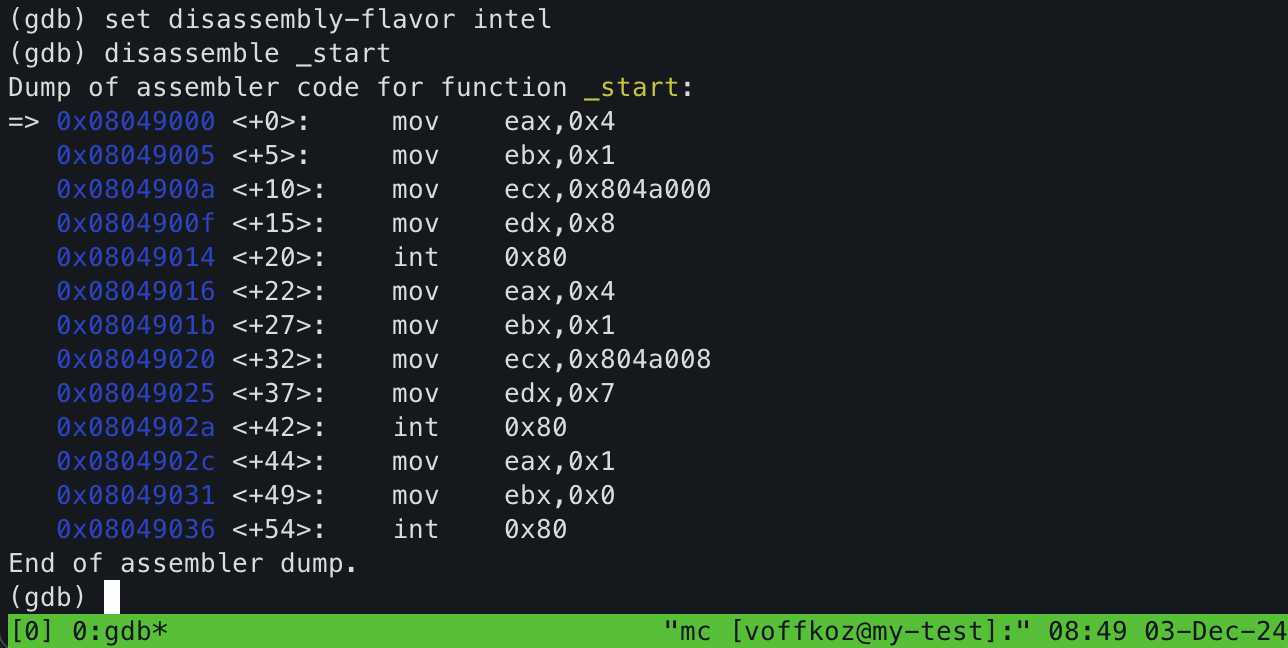 (gdb) set disassembly-flavor intel
(gdb) disassemble _start
Dump of assembler code for function _start:
=> 0x08049000 <+0>:     mov    eax,0x4
   0x08049005 <+5>:     mov    ebx,0x1
   0x0804900a <+10>:    mov    ecx,0x804a000
   0x0804900f <+15>:    mov    edx,0x8
   0x08049014 <+20>:    int    0x80
   0x08049016 <+22>:    mov    eax,0x4
   0x0804901b <+27>:    mov    ebx,0x1
   0x08049020 <+32>:    mov    ecx,0x804a008
   0x08049025 <+37>:    mov    edx,0x7
   0x0804902a <+42>:    int    0x80
   0x0804902c <+44>:    mov    eax,0x1
   0x08049031 <+49>:    mov    ebx,0x0
   0x08049036 <+54>:    int    0x80
End of assembler dump.
(gdb)
[0] 0:gdb* "mc [voffkoz@my-test]:" 08:49 03-Dec-24